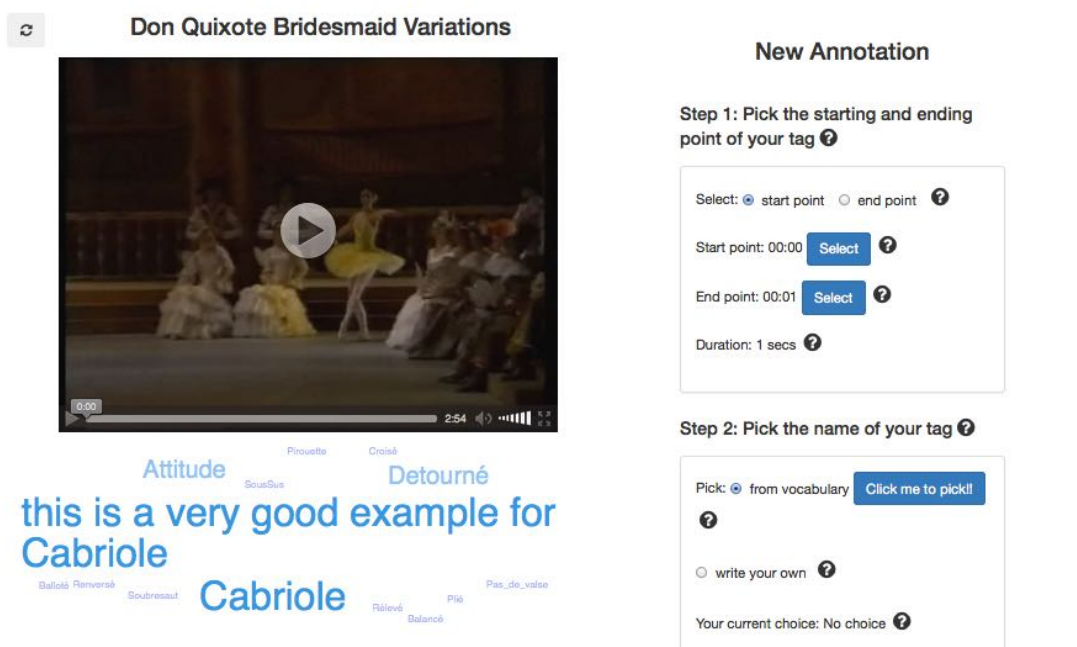 Don Quixote Bridesmaid Variations
0:00
2:54
Pirouette Croisé
Attitude SousSus Detourné
this is a very good example for
Cabriole
Balloté Renversé Soubresaut Cabriole Rélevé Balancé Plié Pas_de_valse
New Annotation
Step 1: Pick the starting and ending
point of your tag
Select: start point end point
Start point: 00:00 Select
End point: 00:01 Select
Duration: 1 secs
Step 2: Pick the name of your tag
Pick: from vocabulary Click me to pick!!
write your own
Your current choice: No choice